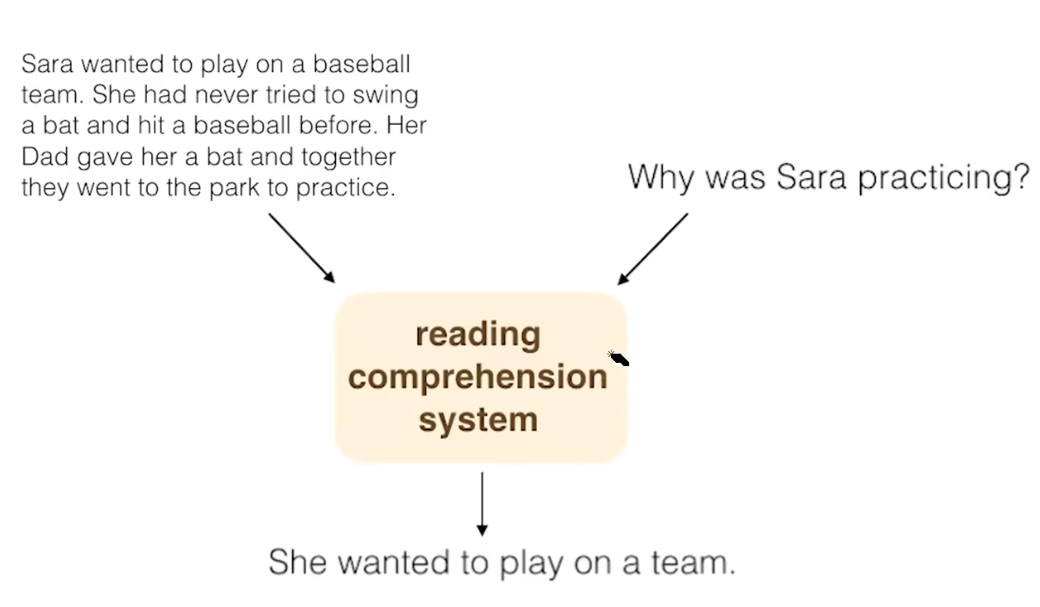 Sara wanted to play on a baseball
team. She had never tried to swing
a bat and hit a baseball before. Her
Dad gave her a bat and together
they went to the park to practice.
Why was Sara practicing?
reading
comprehension
system
She wanted to play on a team.